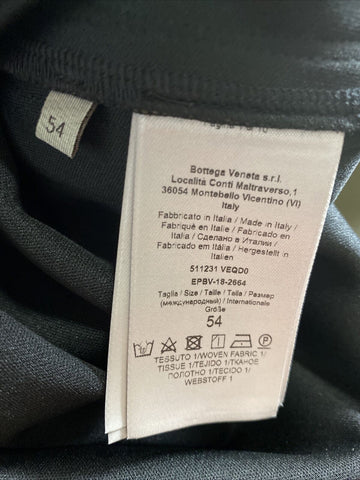 54
Bottega Veneta s.r.l.
Località Conti Maltraverso,1
36054 Montebello Vicentino (VI)
Italy
Fabbricato in Italia / Made in Italy /
Fabriqué en Italie / Fabricado en
Italia / Сделано в Италии /
Fabricado em Itália / Hergestellt in
Italien
511231 VEQD0
EPBV-18-2664
Taglia / Size / Taille / Talla / Размер
(международный) / Internationale
Größe
54
TESSUTO 1/WOVEN FABRIC 1/
TISSUE 1/TEJIDO 1/ТКАНОЕ
ПОЛОТНО 1/TECIDO 1/
WEBSTOFF 1